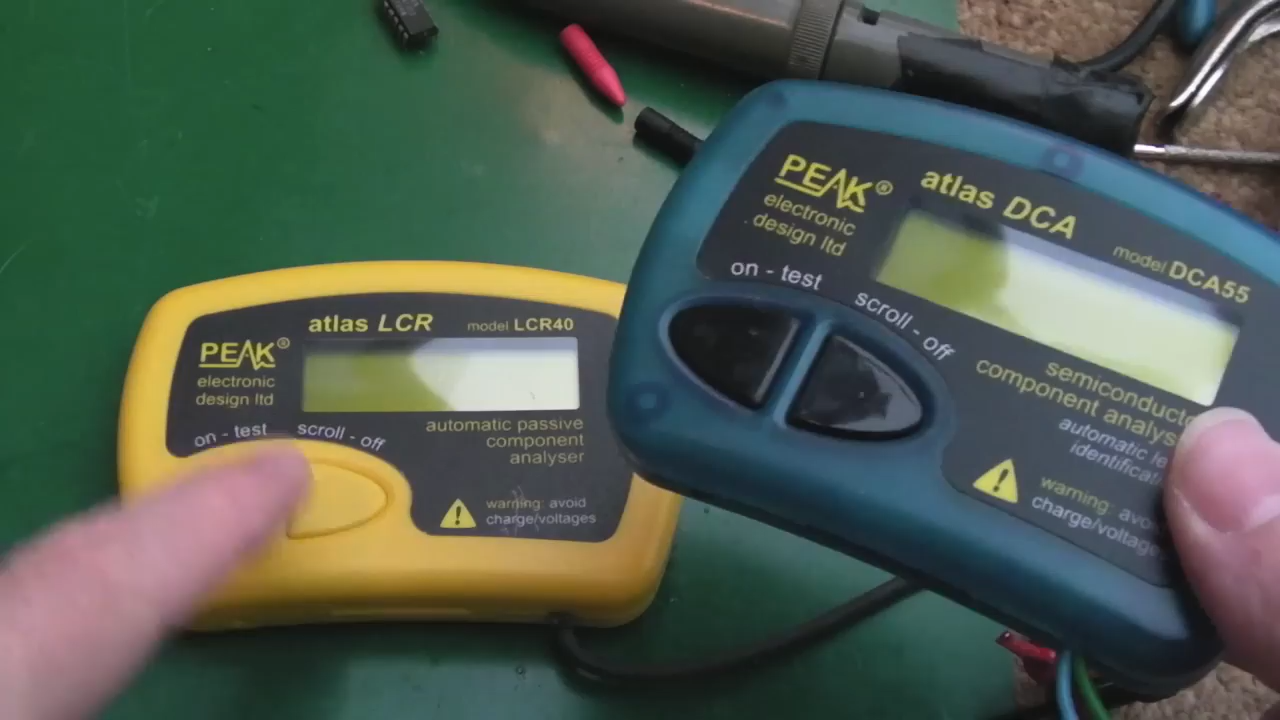 atlas LCR model LCR40
PEAK®
electronic
design ltd
on - test scroll - off
automatic passive
component
analyser
warning: avoid
charge/voltages
PEAK®
electronic
design ltd
atlas DCA
model DCA55
on - test
scroll - off
semiconducto
component analys
automatic le
identificati
warning: avo
charge/voltage